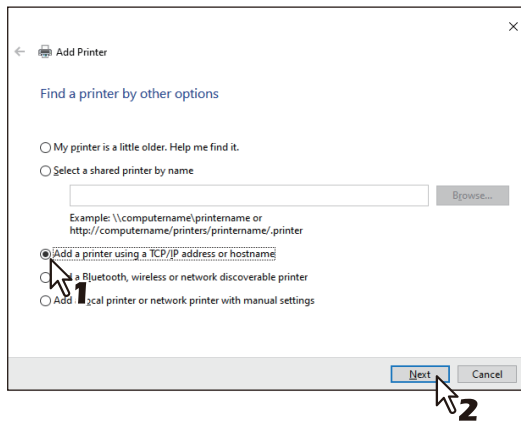 Add Printer
Find a printer by other options
My printer is a little older. Help me find it.
Select a shared printer by name
Browse...
Example: \\computername\printername or
http://computername/printers/printername/.printer
Add a printer using a TCP/IP address or hostname
a Bluetooth, wireless or network discoverable printer
1
Add local printer or network printer with manual settings
Next
Cancel
2